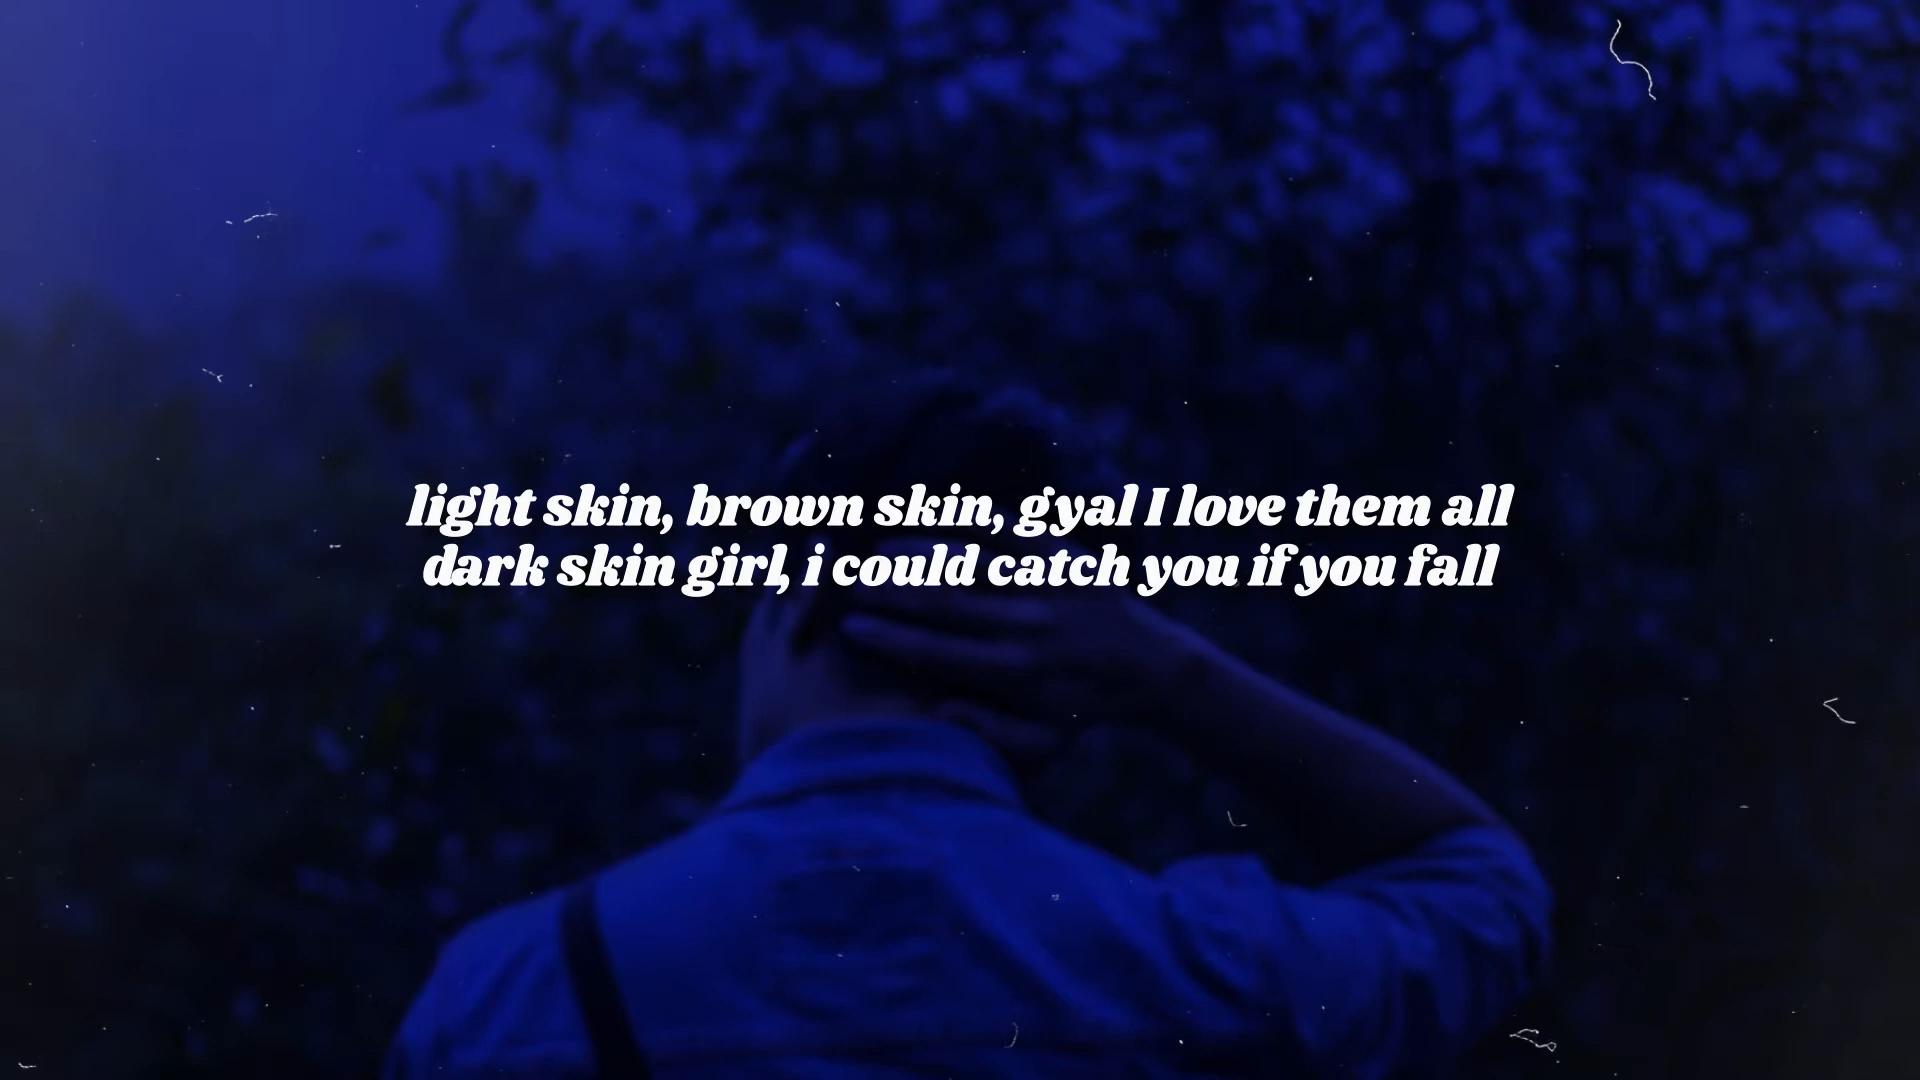 light skin, brown skin, gyal I love them all
dark skin girl, i could catch you if you fall